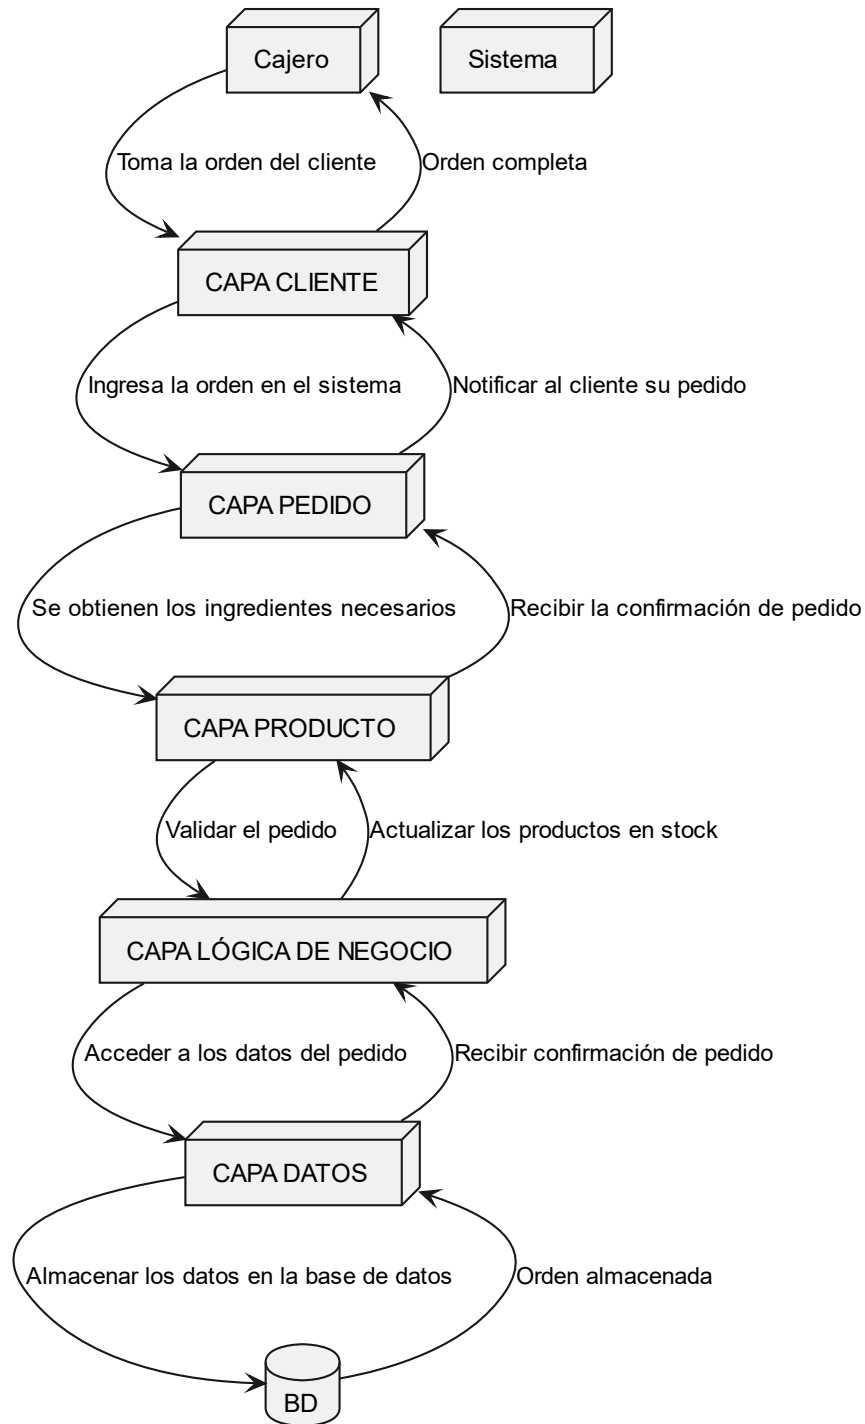 Cajero
Sistema
Toma la orden del cliente
Orden completa
CAPA CLIENTE
Ingresa la orden en el sistema
Notificar al cliente su pedido
CAPA PEDIDO
Se obtienen los ingredientes necesarios
Recibir la confirmación de pedido
CAPA PRODUCTO
Validar el pedido
Actualizar los productos en stock
CAPA LÓGICA DE NEGOCIO
Acceder a los datos del pedido
Recibir confirmación de pedido
CAPA DATOS
Almacenar los datos en la base de datos
Orden almacenada
BD